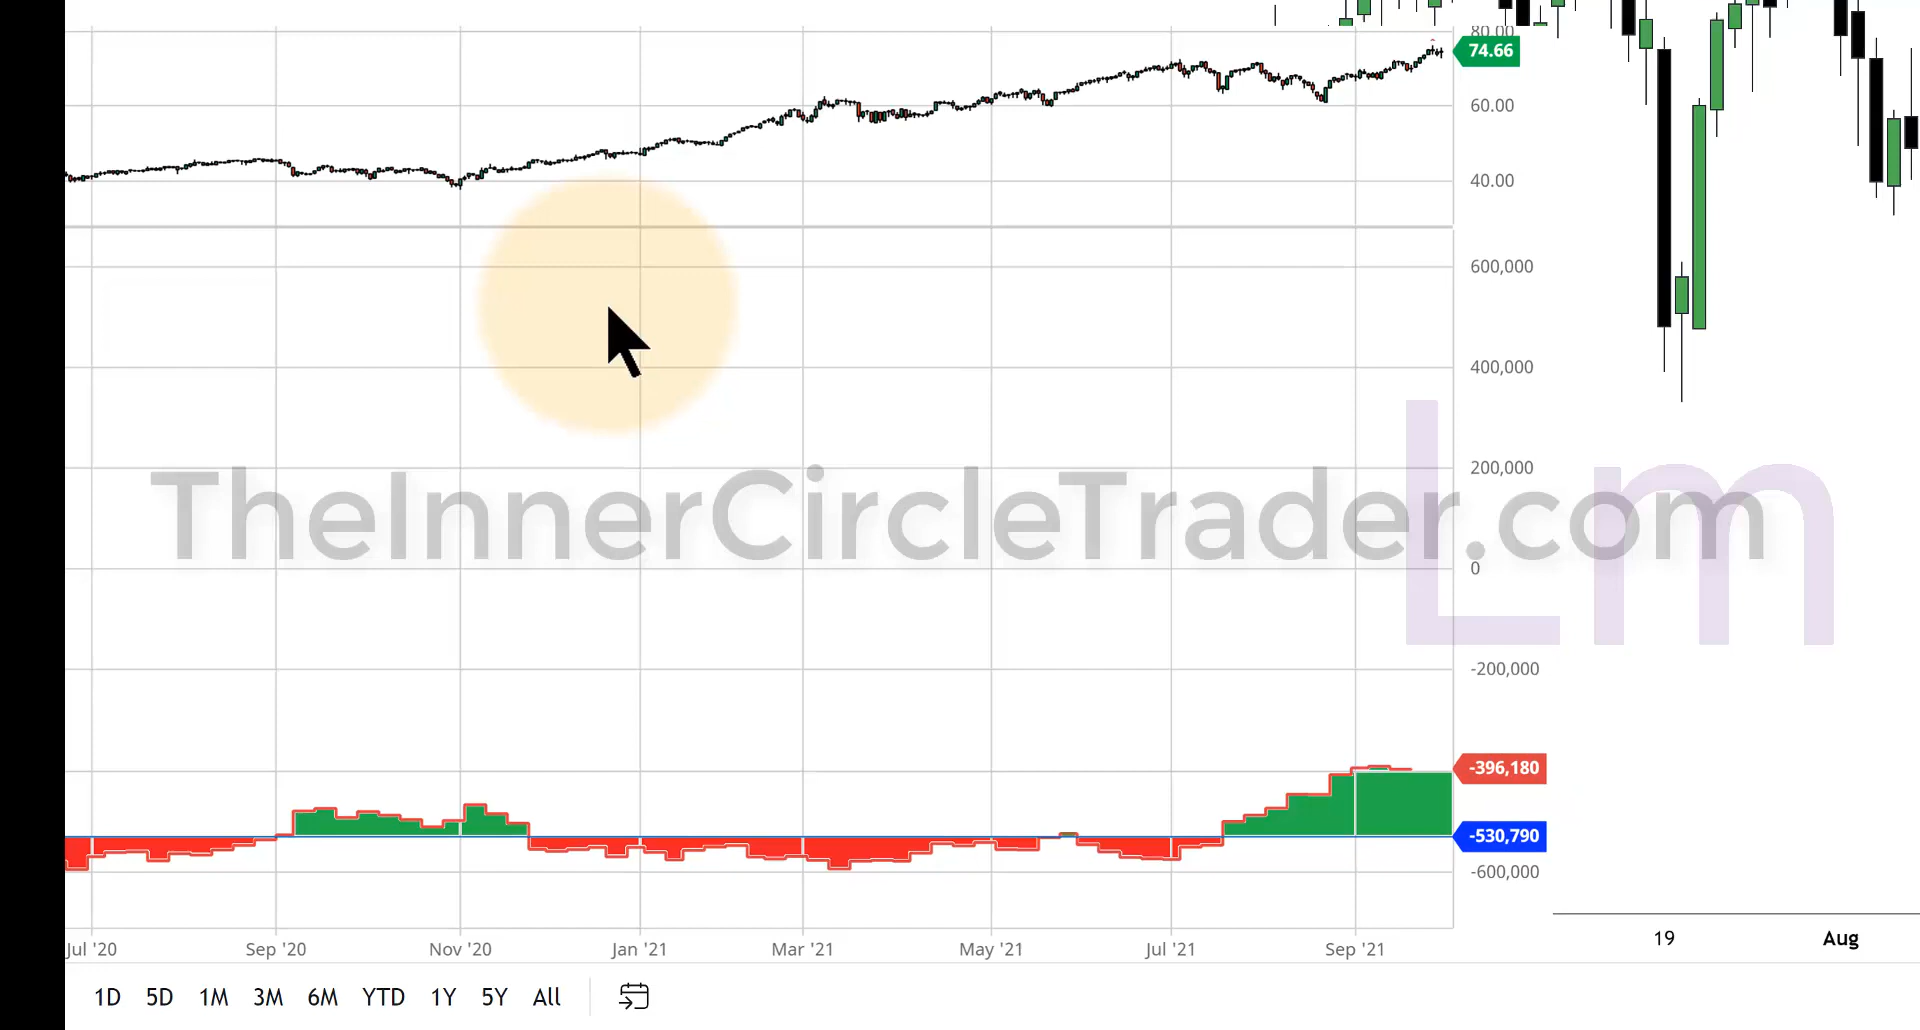 80.00
74.66
60.00
40.00
600,000
400,000
200,000
TheInnerCircleTrader.com
Lm
0
-200,000
-396,180
-530,790
-600,000
Jul '20 Sep '20 Nov '20 Jan '21 Mar '21 May '21 Jul '21 Sep '21
19 Aug
1D 5D 1M 3M 6M YTD 1Y 5Y All